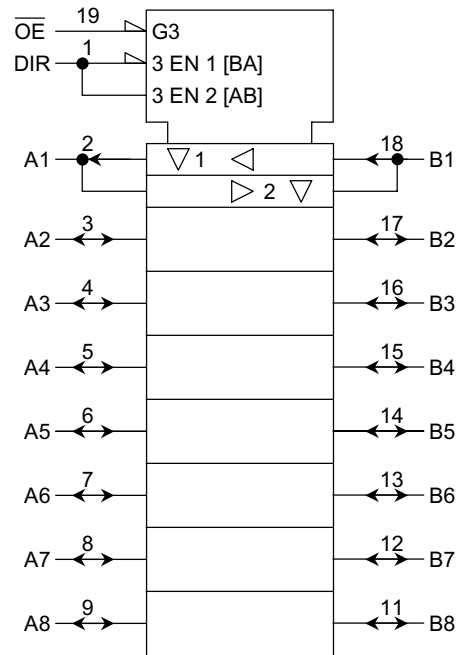 19
OE G3
1
DIR 3 EN 1 [BA]
3 EN 2 [AB]
2 18
A1 1 B1
2
3 17
A2 B2
4 16
A3 B3
5 15
A4 B4
6 14
A5 B5
7 13
A6 B6
8 12
A7 B7
9 11
A8 B8